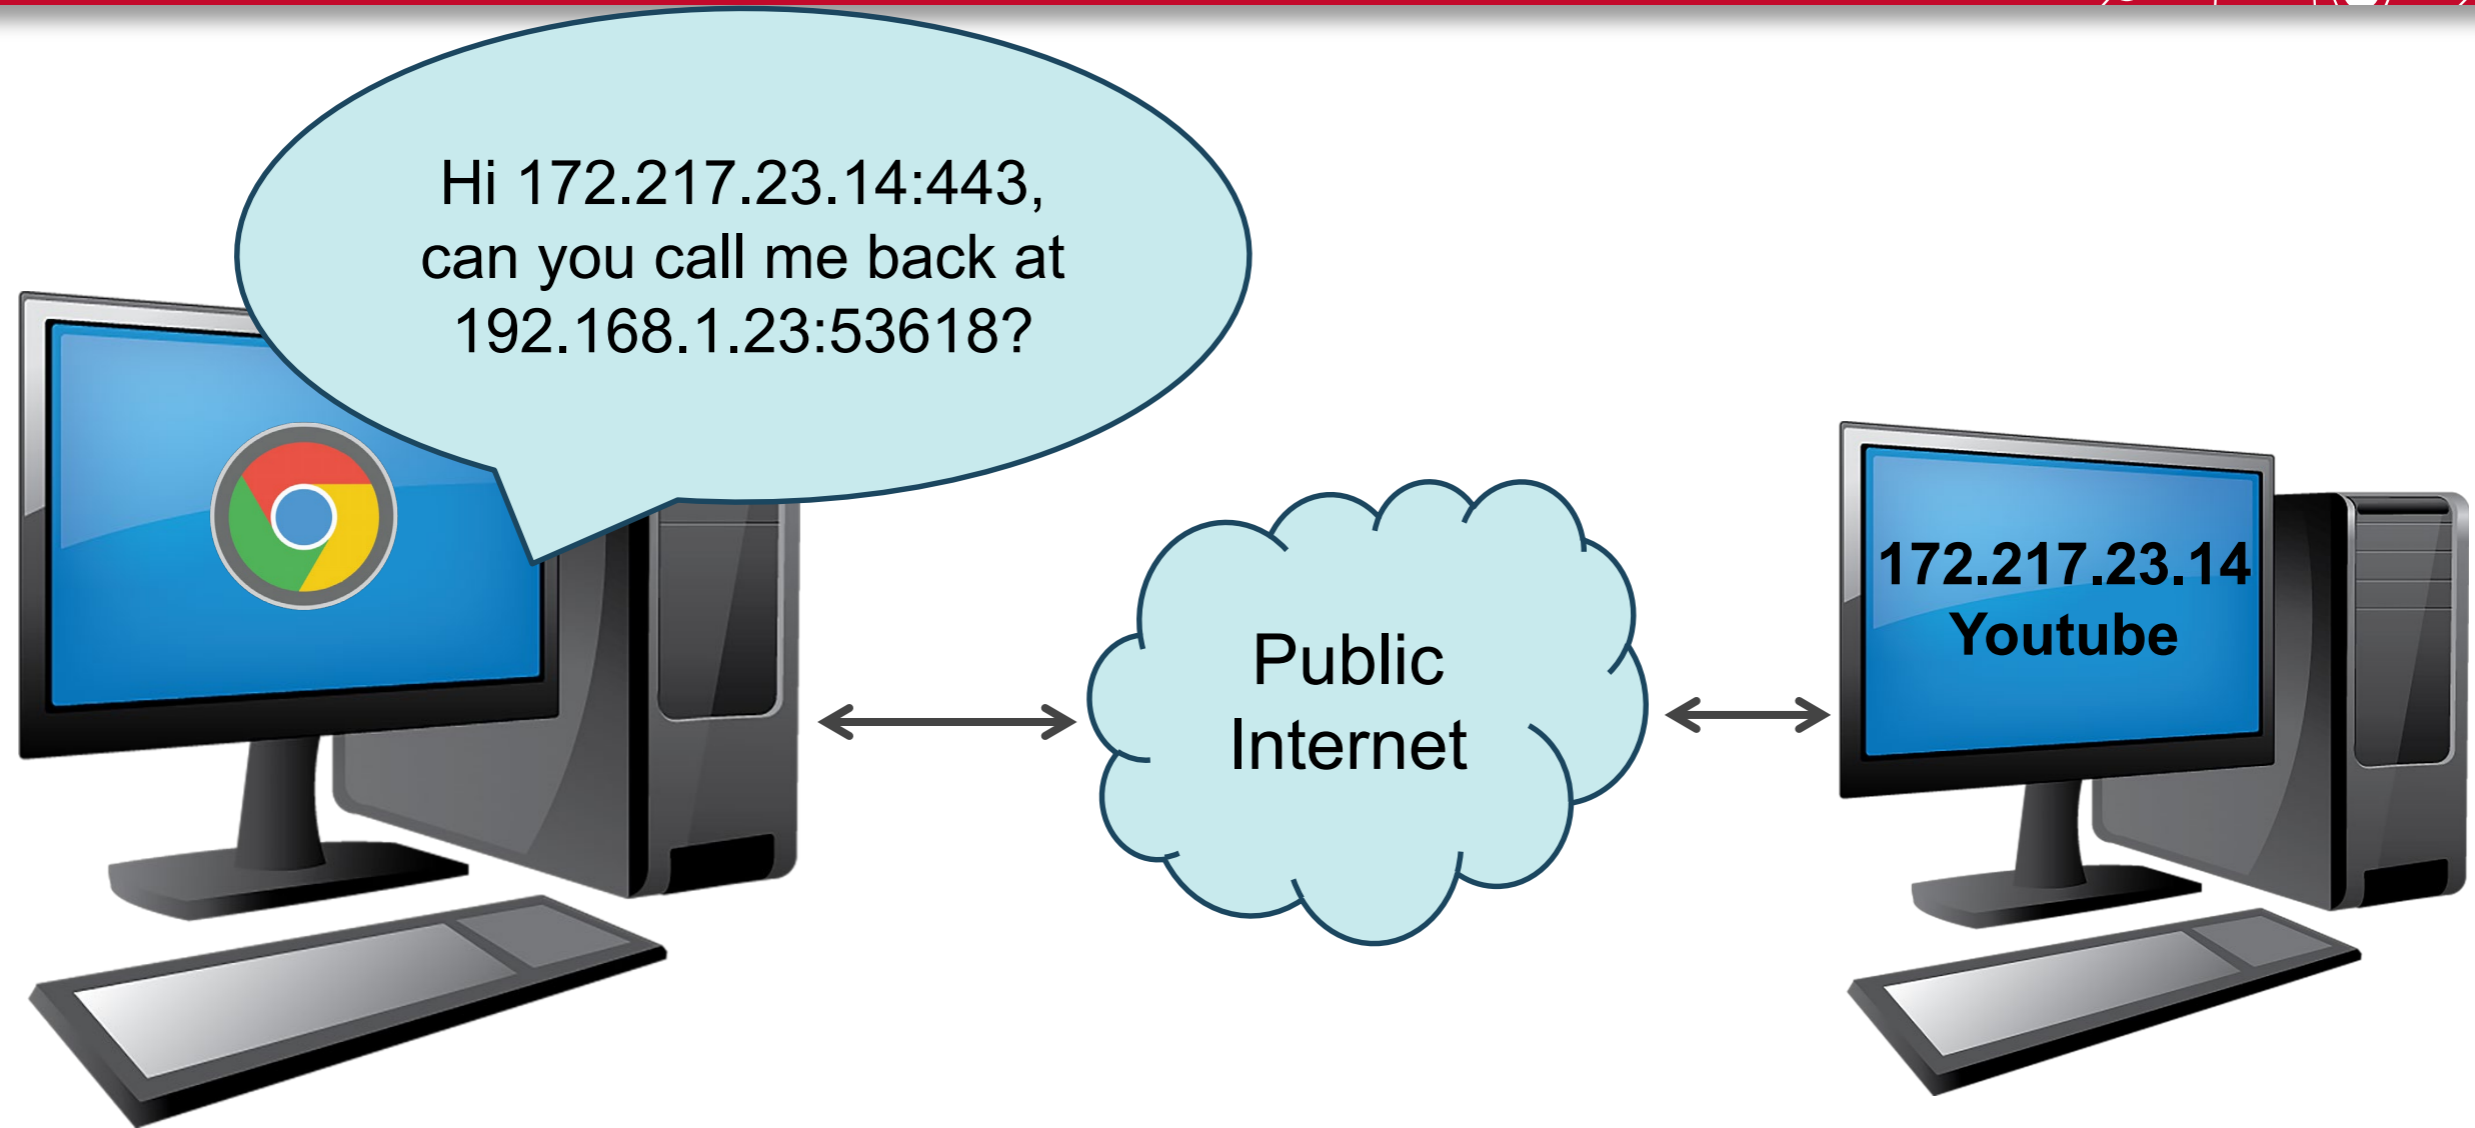 Hi 172.217.23.14:443,
can you call me back at
192.168.1.23:53618?
Public
Internet
172.217.23.14
Youtube